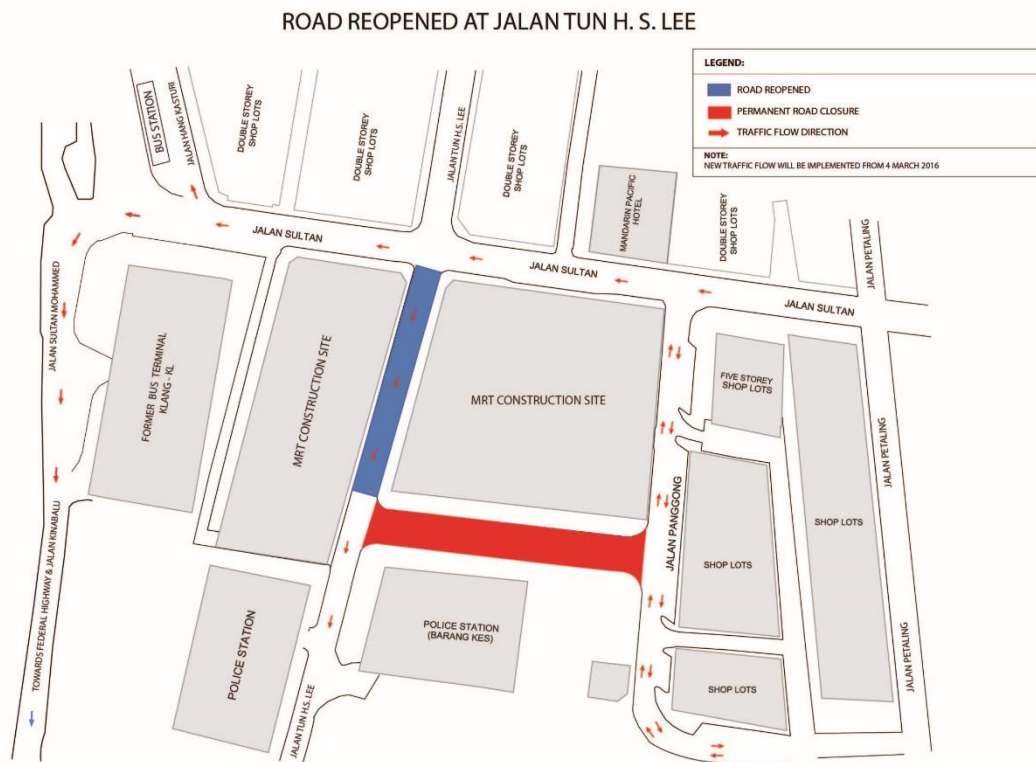 ROAD REOPENED AT JALAN TUN H. S. LEE
LEGEND:
ROAD REOPENED
PERMANENT ROAD CLOSURE
TRAFFIC FLOW DIRECTION
NOTE:
NEW TRAFFIC FLOW WILL BE IMPLEMENTED FROM 4 MARCH 2016
BUS STATION
JALAN HANG KASTURI
DOUBLE STOREY
SHOP LOTS
DOUBLE STOREY
SHOP LOTS
JALAN TUN H.S. LEE
DOUBLE STOREY
SHOP LOTS
MANDARIN PACIFIC
HOTEL
DOUBLE STOREY
SHOP LOTS
JALAN PETALING
JALAN SULTAN
JALAN SULTAN
JALAN SULTAN
JALAN SULTAN MOHAMMED
FORMER BUS TERMINAL
KLANG - KL
MRT CONSTRUCTION SITE
MRT CONSTRUCTION SITE
FIVE STOREY
SHOP LOTS
JALAN PETALING
JALAN PANGGONG
SHOP LOTS
SHOP LOTS
TOWARDS FEDERAL HIGHWAY & JALAN KINABALU
POLICE STATION
POLICE STATION
(BARANG KES)
JALAN TUN H.S. LEE
SHOP LOTS
JALAN PETALING